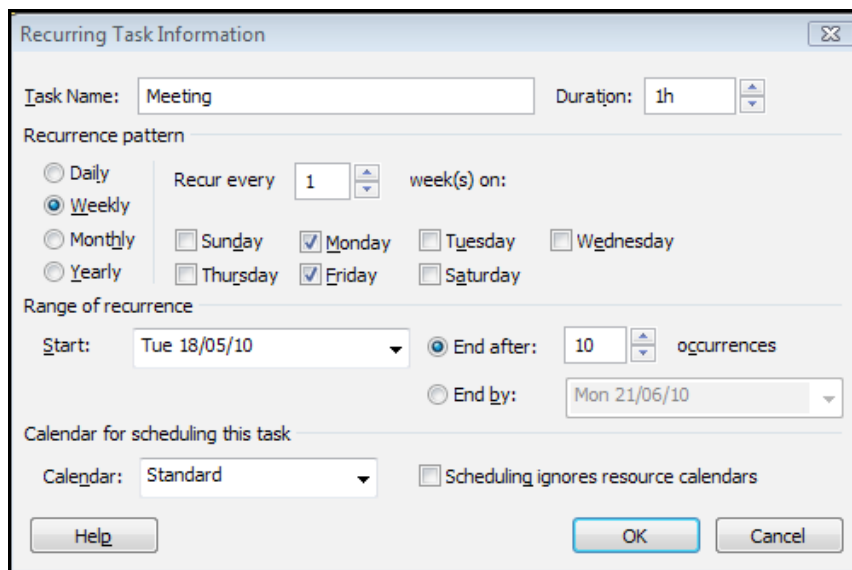 Recurring Task Information
Task Name: Meeting Duration: 1h
Recurrence pattern
Daily Recur every 1 week(s) on:
Weekly
Monthly Sunday Monday Tuesday Wednesday
Yearly Thursday Friday Saturday
Range of recurrence
Start: Tue 18/05/10 End after: 10 occurrences
End by: Mon 21/06/10
Calendar for scheduling this task
Calendar: Standard Scheduling ignores resource calendars
Help OK Cancel